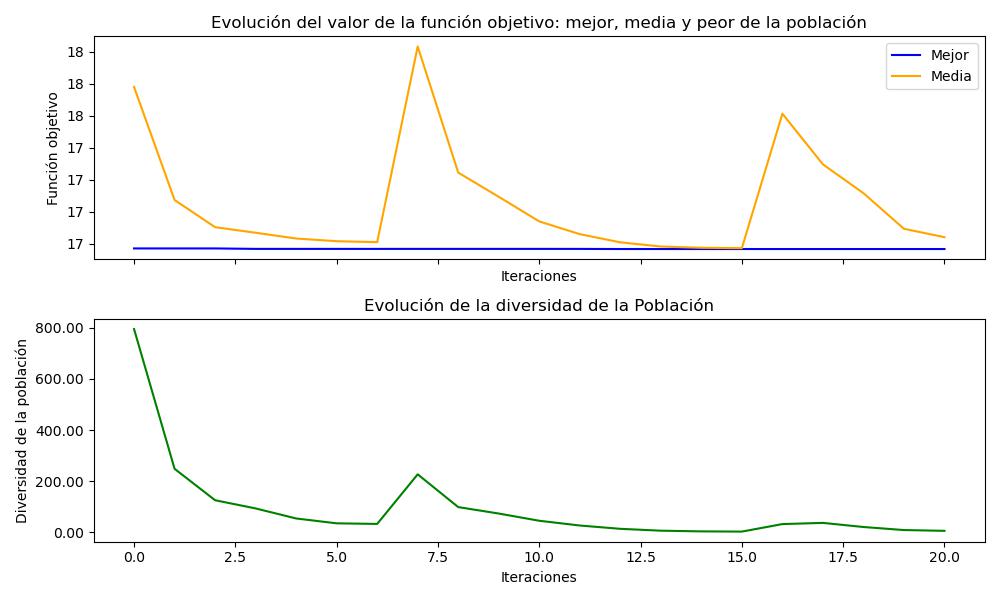 Evolución del valor de la función objetivo: mejor, media y peor de la población
Función objetivo
18
18
18
17
17
17
17
Mejor
Media
Iteraciones
Evolución de la diversidad de la Población
Diversidad de la población
800.00
600.00
400.00
200.00
0.00
0.0 2.5 5.0 7.5 10.0 12.5 15.0 17.5 20.0
Iteraciones